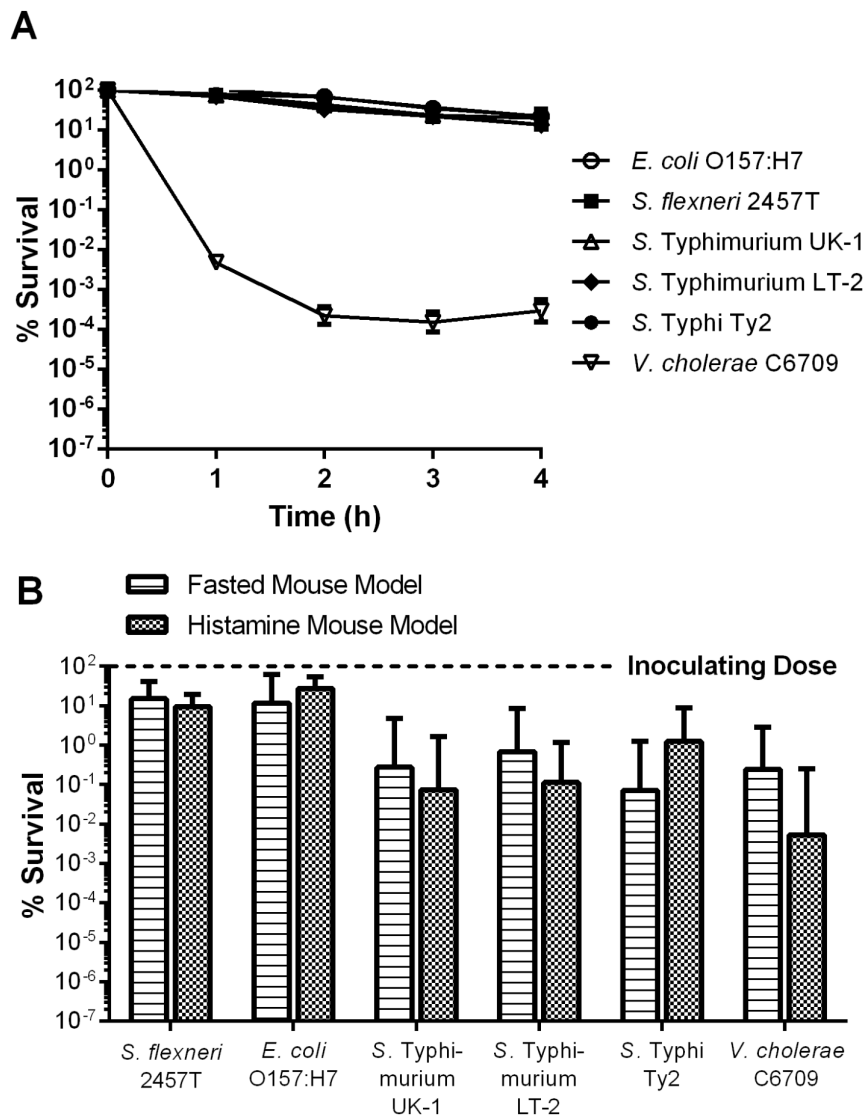 A
% Survival
10²
10¹
10⁰
10⁻¹
10⁻²
10⁻³
10⁻⁴
10⁻⁵
10⁻⁶
10⁻⁷
0 1 2 3 4
Time (h)
E. coli O157:H7
S. flexneri 2457T
S. Typhimurium UK-1
S. Typhimurium LT-2
S. Typhi Ty2
V. cholerae C6709
B
Fasted Mouse Model
Histamine Mouse Model
Inoculating Dose
% Survival
10²
10¹
10⁰
10⁻¹
10⁻²
10⁻³
10⁻⁴
10⁻⁵
10⁻⁶
10⁻⁷
S. flexneri
2457T
E. coli
O157:H7
S. Typhi-
murium
UK-1
S. Typhi-
murium
LT-2
S. Typhi
Ty2
V. cholerae
C6709